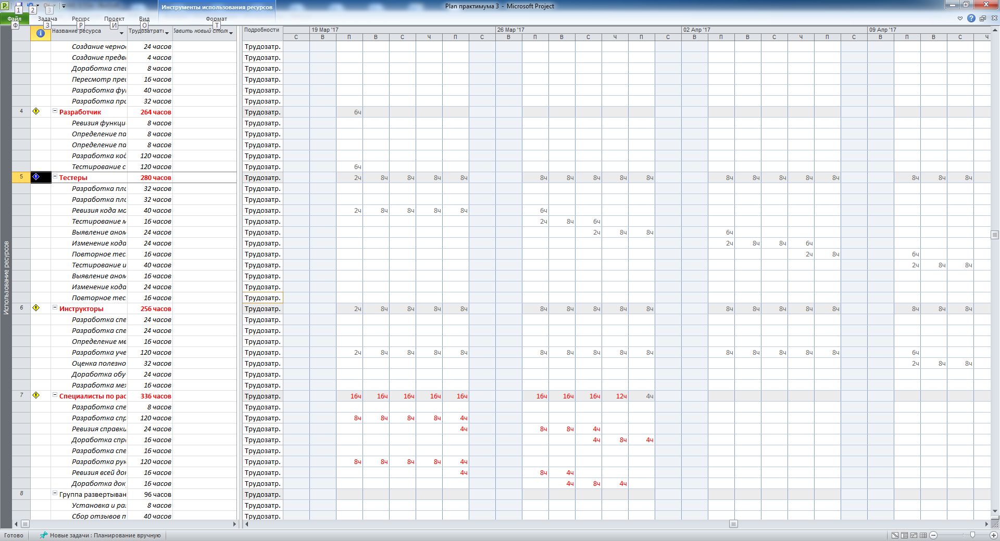 Plan практимума 3 - Microsoft Project
Инструменты использования ресурсов
1 2 3
Файл Задача Ресурс Проект Вид Формат
Ф З Р И О Т
Название ресурса Трудозатраты Подробности
19 Мар '17 26 Мар '17 02 Апр '17 09 Апр '17
С В П В С Ч П С В П В С Ч П С В П В С Ч П С В П В С Ч
Создание черно 24 часов Трудозатр.
Создание предв 4 часов Трудозатр.
Доработка спец 8 часов Трудозатр.
Пересмотр пред 16 часов Трудозатр.
Разработка фун 40 часов Трудозатр.
Разработка про 32 часов Трудозатр.
4 Разработчик 264 часов Трудозатр. 6ч
Ревизия функци 8 часов Трудозатр.
Определение па 8 часов Трудозатр.
Определение па 8 часов Трудозатр.
Разработка код 120 часов Трудозатр.
Тестирование с 120 часов Трудозатр. 6ч
5 Тестеры 280 часов Трудозатр. 2ч 8ч 8ч 8ч 8ч 8ч 8ч 8ч 8ч 8ч 8ч 8ч 8ч 8ч 8ч 8ч 8ч 8ч
Разработка пла 32 часов Трудозатр.
Разработка пла 32 часов Трудозатр.
Ревизия кода мо 40 часов Трудозатр. 2ч 8ч 8ч 8ч 8ч 6ч
Тестирование м 16 часов Трудозатр. 2ч 8ч 6ч
Выявление аном 24 часов Трудозатр. 2ч 8ч 8ч 6ч
Изменение кода 24 часов Трудозатр. 2ч 8ч 8ч 6ч
Повторное тес 16 часов Трудозатр. 2ч 8ч 6ч
Тестирование и 40 часов Трудозатр. 2ч 8ч 8ч
Выявление аном 16 часов Трудозатр.
Изменение кода 24 часов Трудозатр.
Повторное тес 16 часов Трудозатр.
6 Инструкторы 256 часов Трудозатр. 2ч 8ч 8ч 8ч 8ч 8ч 8ч 8ч 8ч 8ч 8ч 8ч 8ч 8ч 8ч 8ч 8ч 8ч
Разработка спе 24 часов Трудозатр.
Разработка спе 24 часов Трудозатр.
Определение ме 16 часов Трудозатр.
Разработка уче 120 часов Трудозатр. 2ч 8ч 8ч 8ч 8ч 8ч 8ч 8ч 8ч 8ч 8ч 8ч 8ч 8ч 8ч 6ч
Оценка полезно 32 часов Трудозатр. 2ч 8ч 8ч
Доработка обу 24 часов Трудозатр.
Разработка мех 16 часов Трудозатр.
7 Специалисты по рас 336 часов Трудозатр. 16ч 16ч 16ч 16ч 16ч 16ч 16ч 16ч 12ч 4ч
Разработка спе 8 часов Трудозатр.
Разработка спр 120 часов Трудозатр. 8ч 8ч 8ч 8ч 4ч
Ревизия справки 24 часов Трудозатр. 4ч 8ч 8ч 4ч
Доработка спра 16 часов Трудозатр. 4ч 8ч 4ч
Разработка спе 16 часов Трудозатр.
Разработка рук 120 часов Трудозатр. 8ч 8ч 8ч 8ч 4ч
Ревизия всей док 16 часов Трудозатр. 4ч 8ч 4ч
Доработка док 16 часов Трудозатр. 4ч 8ч 4ч
8 Группа развертыван 96 часов Трудозатр.
Установка и раз 8 часов Трудозатр.
Сбор отзывов п 40 часов Трудозатр.
Использование ресурсов
Готово Новые задачи : Планирование вручную